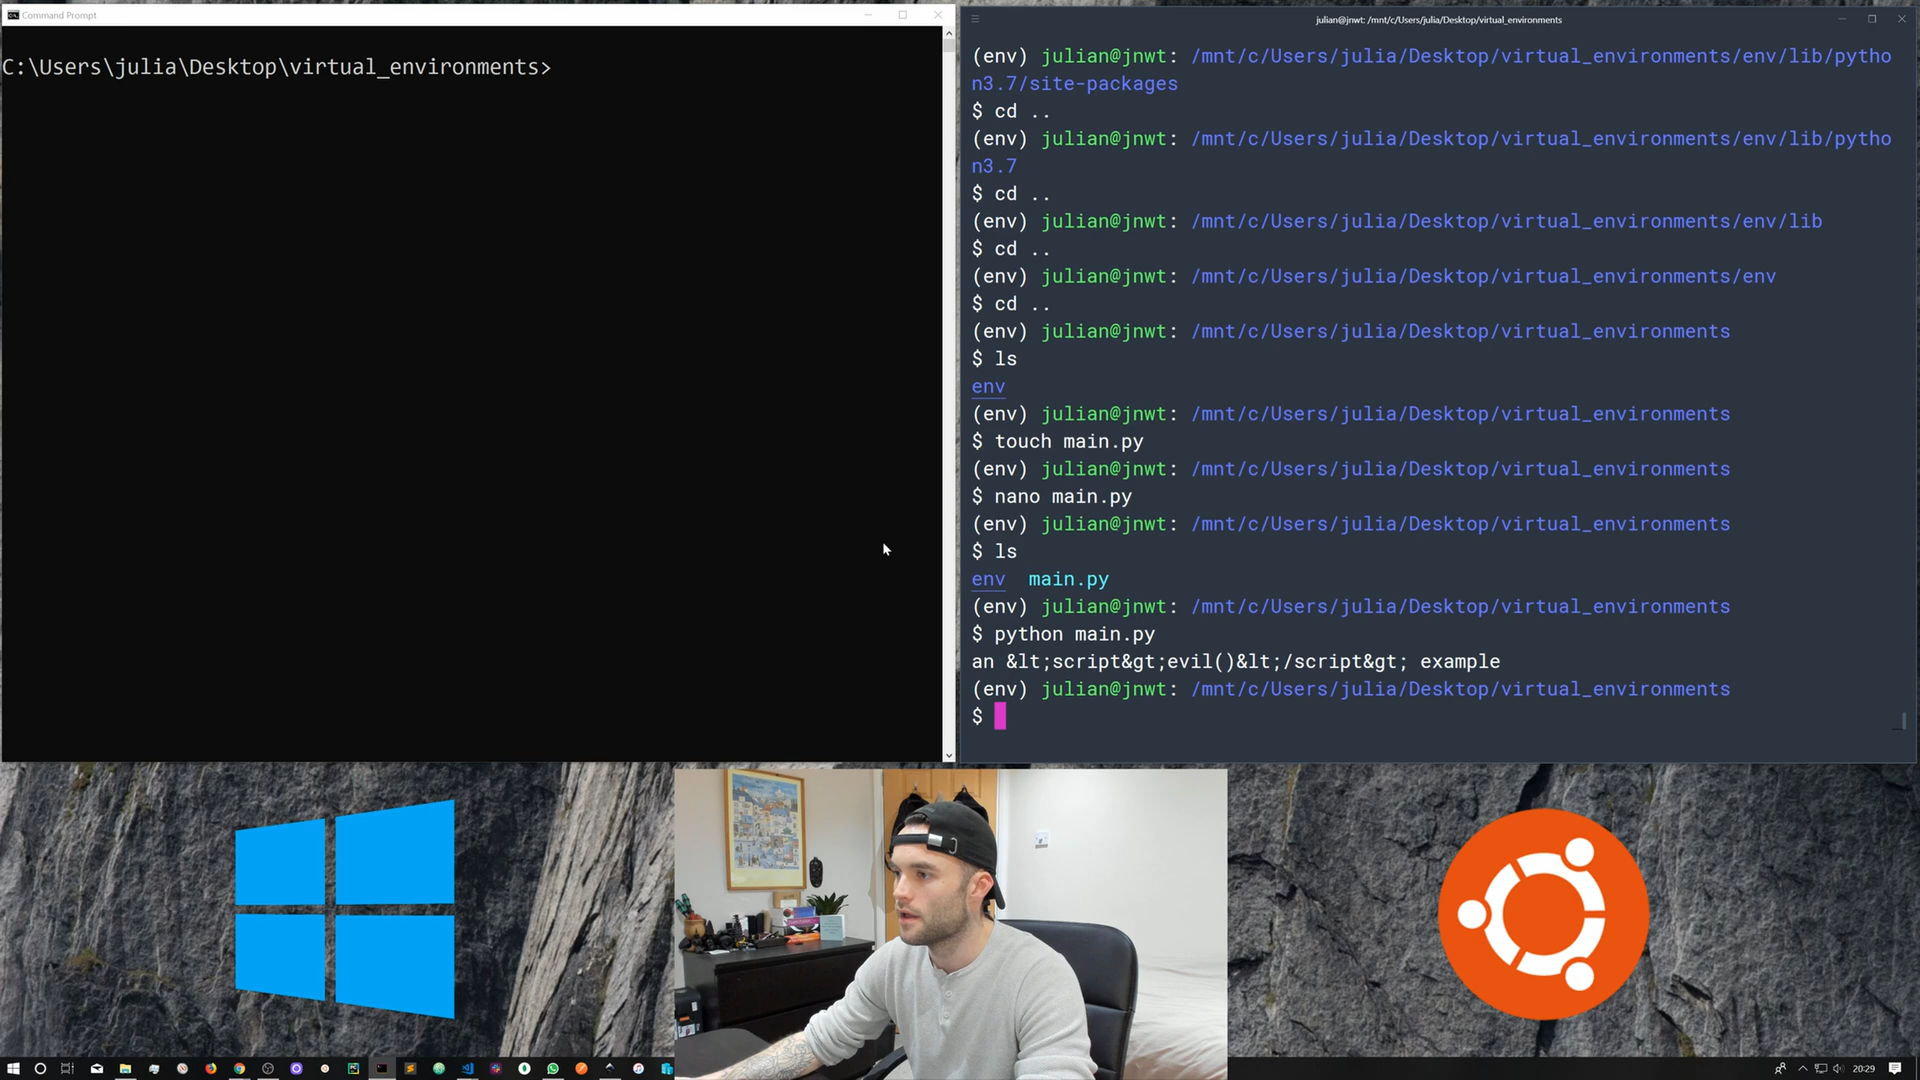 Command Prompt
C:\Users\julia\Desktop\virtual_environments>
julian@jnwt: /mnt/c/Users/julia/Desktop/virtual_environments
(env) julian@jnwt: /mnt/c/Users/julia/Desktop/virtual_environments/env/lib/pytho
n3.7/site-packages
$ cd ..
(env) julian@jnwt: /mnt/c/Users/julia/Desktop/virtual_environments/env/lib/pytho
n3.7
$ cd ..
(env) julian@jnwt: /mnt/c/Users/julia/Desktop/virtual_environments/env/lib
$ cd ..
(env) julian@jnwt: /mnt/c/Users/julia/Desktop/virtual_environments/env
$ cd ..
(env) julian@jnwt: /mnt/c/Users/julia/Desktop/virtual_environments
$ ls
env
(env) julian@jnwt: /mnt/c/Users/julia/Desktop/virtual_environments
$ touch main.py
(env) julian@jnwt: /mnt/c/Users/julia/Desktop/virtual_environments
$ nano main.py
(env) julian@jnwt: /mnt/c/Users/julia/Desktop/virtual_environments
$ ls
env main.py
(env) julian@jnwt: /mnt/c/Users/julia/Desktop/virtual_environments
$ python main.py
an &lt;script&gt;evil()&lt;/script&gt; example
(env) julian@jnwt: /mnt/c/Users/julia/Desktop/virtual_environments
$
20:29